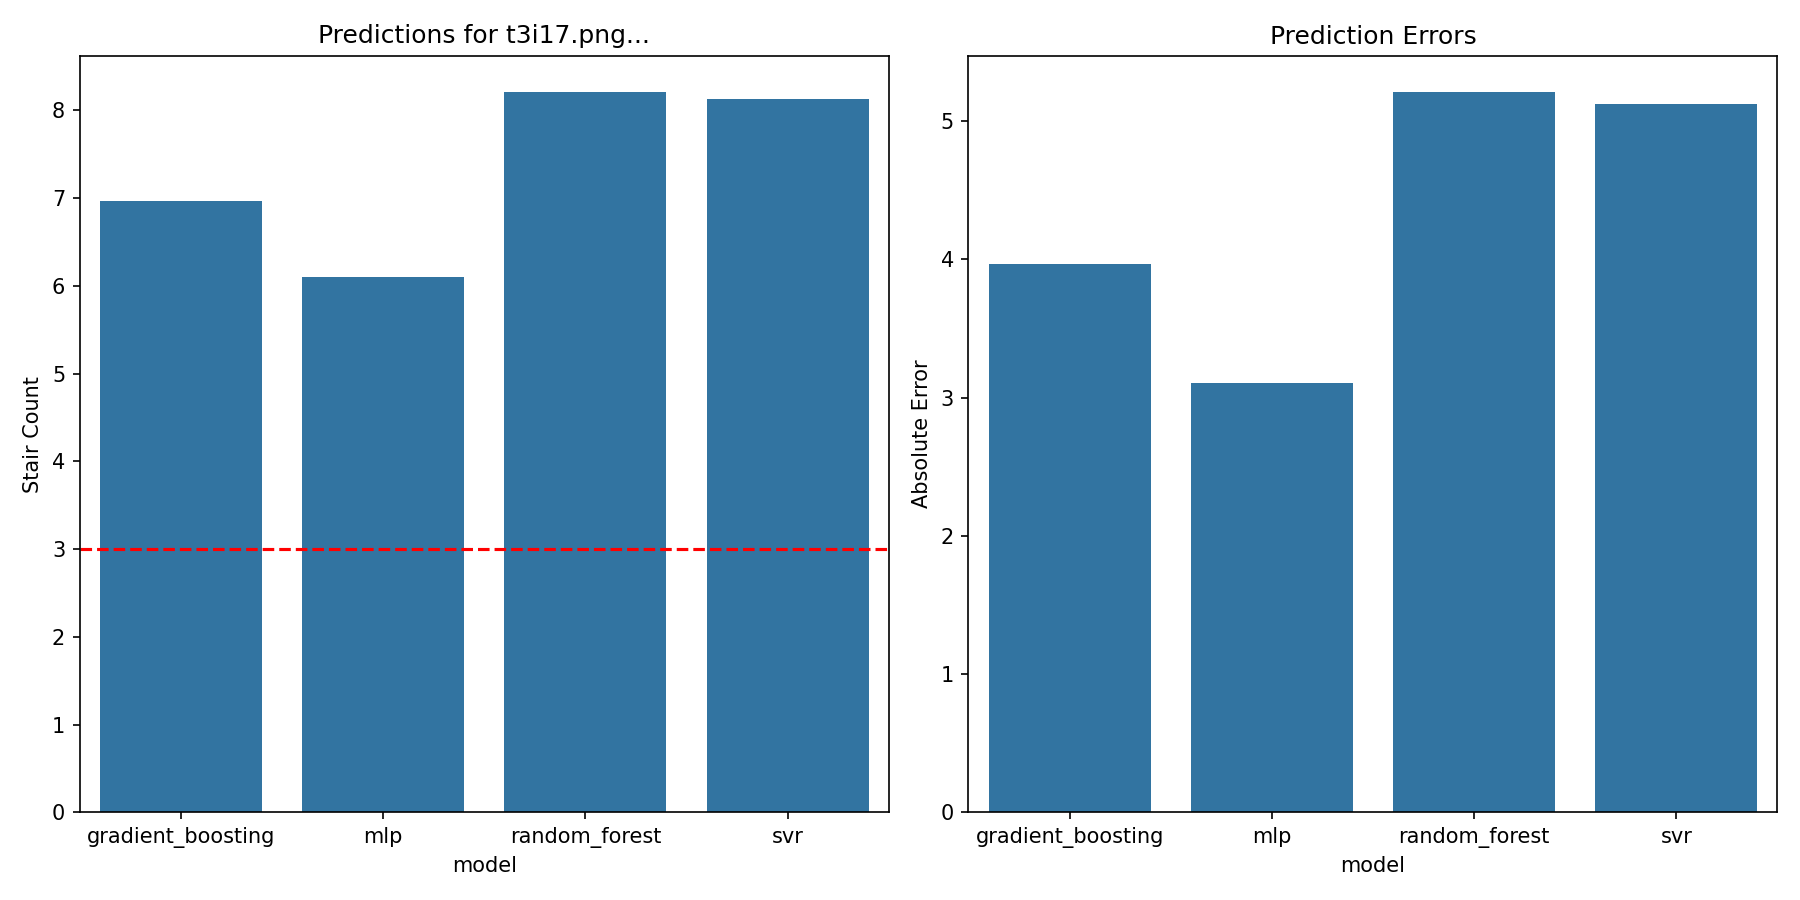 Predictions for t3i17.png...
Stair Count
8
7
6
5
4
3
2
1
0
gradient_boosting mlp random_forest svr
model
Prediction Errors
Absolute Error
5
4
3
2
1
0
gradient_boosting mlp random_forest svr
model